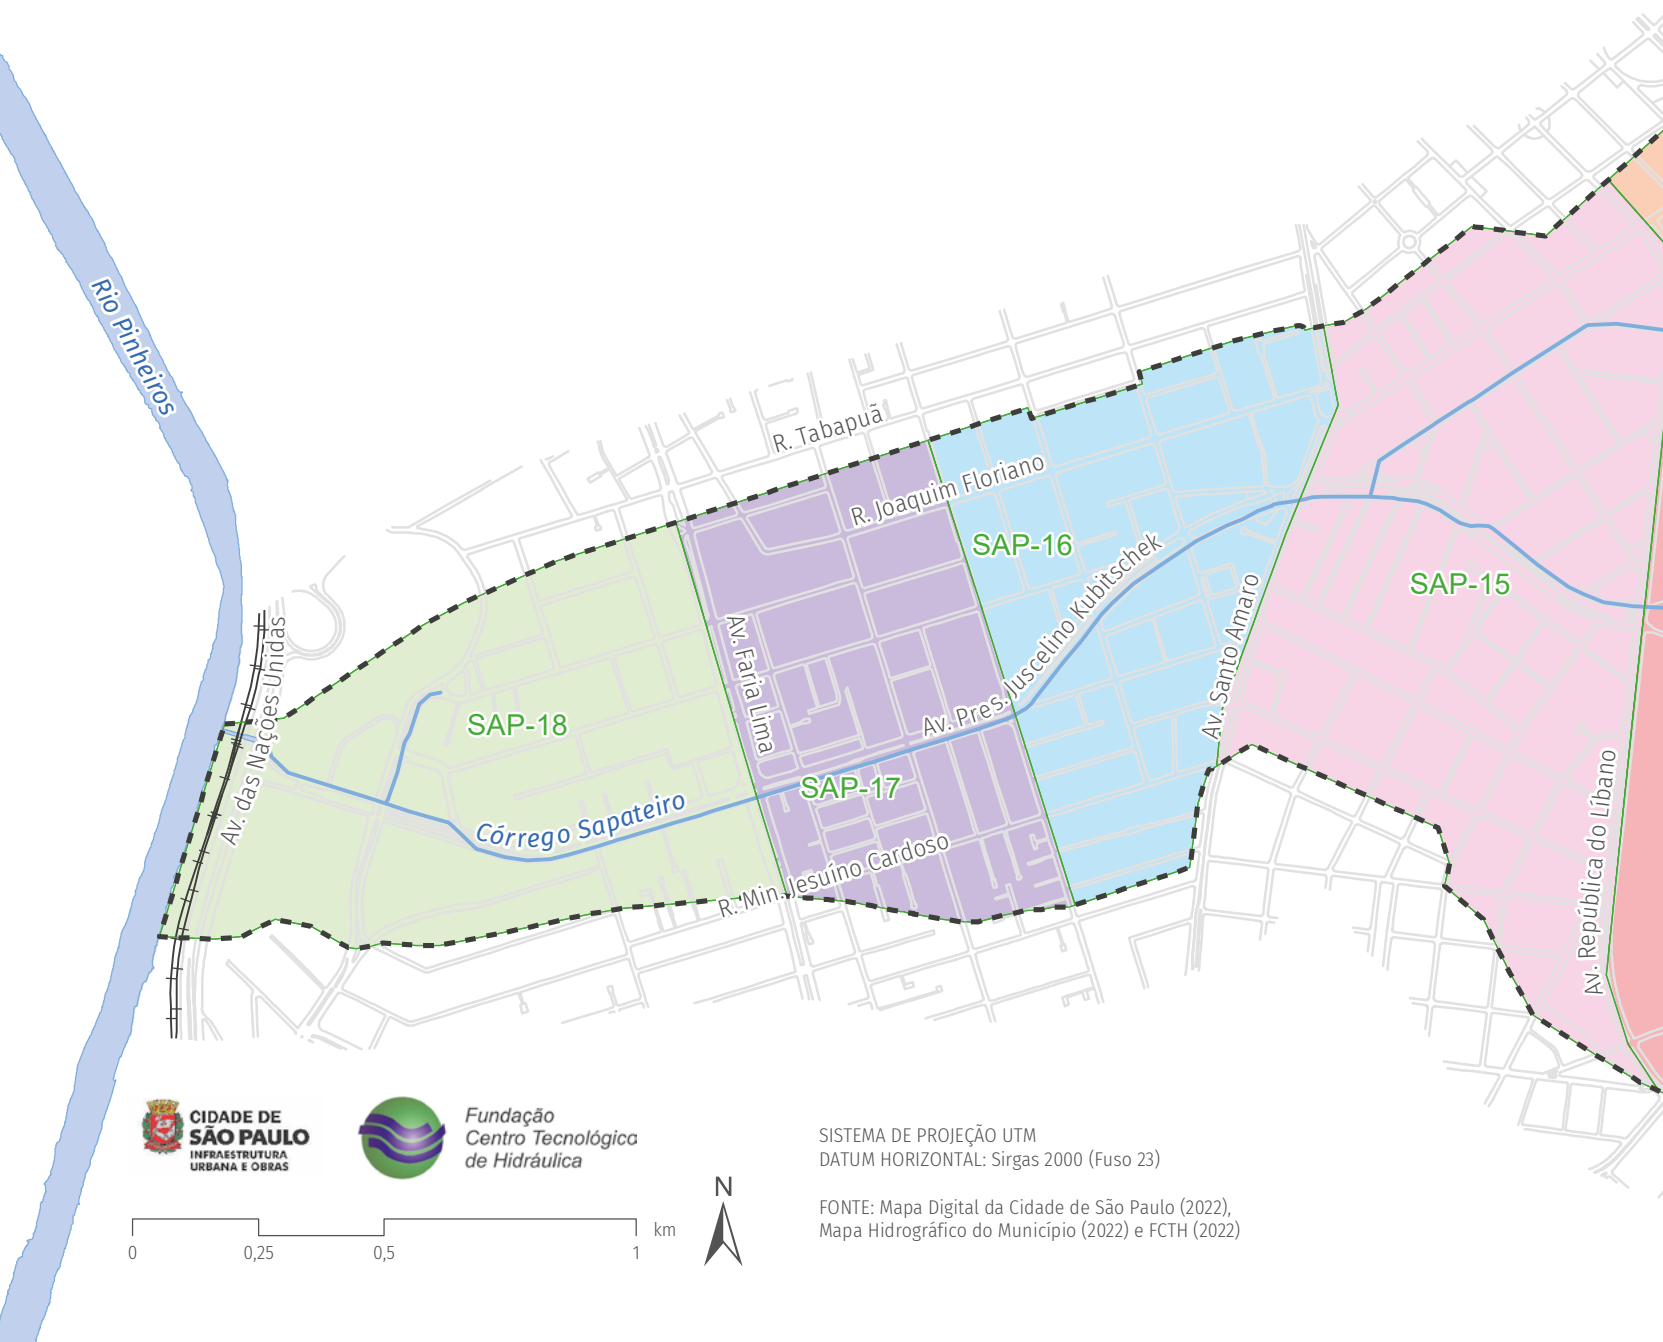 Rio Pinheiros
R. Tabapuã
R. Joaquim Floriano
SAP-16
Av. Pres. Juscelino Kubitschek
SAP-15
Av. Santo Amaro
Av. Faria Lima
Av. das Nações Unidas
SAP-18
SAP-17
Córrego Sapateiro
R. Min. Jesuíno Cardoso
Av. República do Líbano
CIDADE DE
SÃO PAULO
INFRAESTRUTURA
URBANA E OBRAS
Fundação
Centro Tecnológico
de Hidráulica
N
km
0 0,25 0,5 1
SISTEMA DE PROJEÇÃO UTM
DATUM HORIZONTAL: Sirgas 2000 (Fuso 23)
FONTE: Mapa Digital da Cidade de São Paulo (2022),
Mapa Hidrográfico do Município (2022) e FCTH (2022)